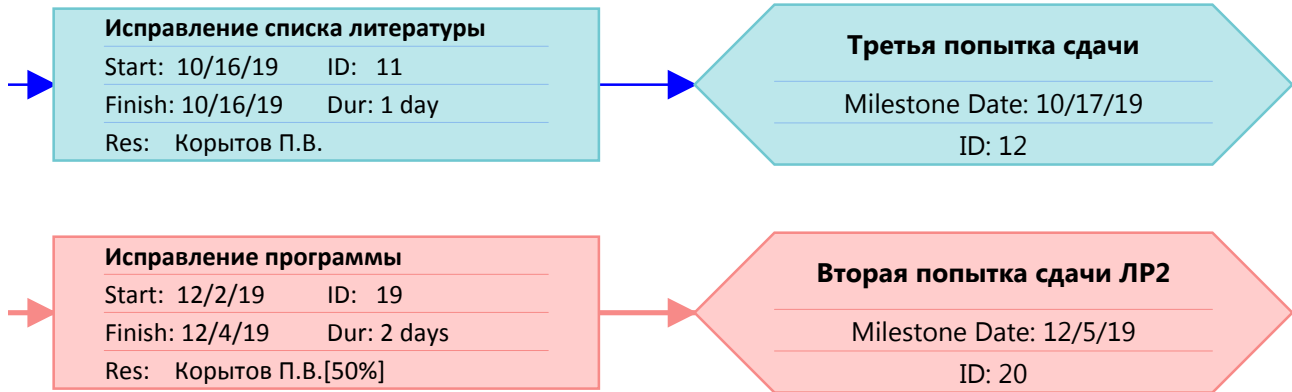 Исправление списка литературы
Start: 10/16/19 ID: 11
Finish: 10/16/19 Dur: 1 day
Res: Корытов П.В.
Третья попытка сдачи
Milestone Date: 10/17/19
ID: 12
Исправление программы
Start: 12/2/19 ID: 19
Finish: 12/4/19 Dur: 2 days
Res: Корытов П.В.[50%]
Вторая попытка сдачи ЛР2
Milestone Date: 12/5/19
ID: 20